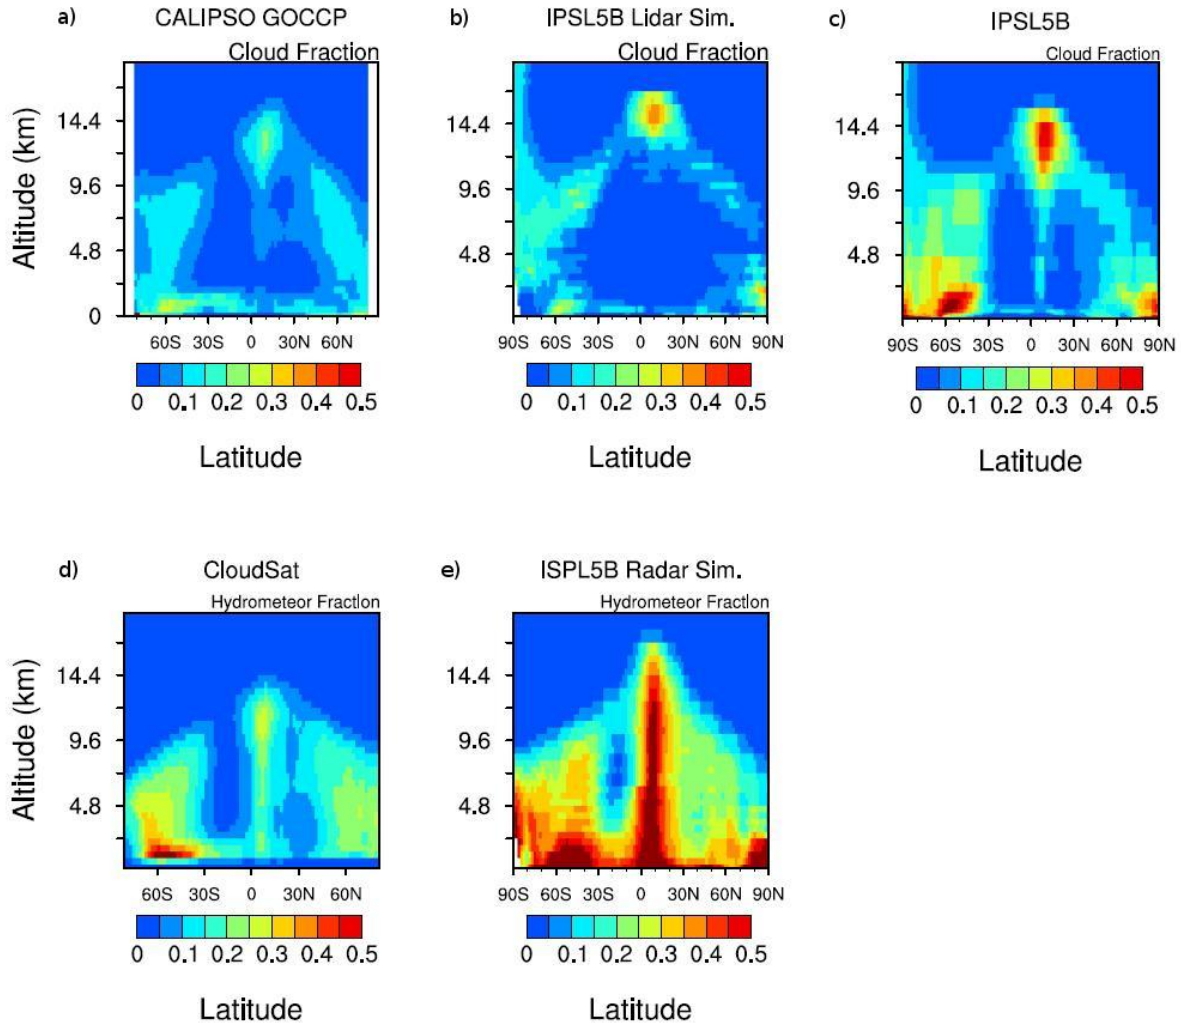 a)
CALIPSO GOCCP
Cloud Fraction
Altitude (km)
14.4
9.6
4.8
0
60S 30S 0 30N 60N
0 0.1 0.2 0.3 0.4 0.5
Latitude
b)
IPSL5B Lidar Sim.
Cloud Fraction
14.4
9.6
4.8
90S 60S 30S 0 30N 60N 90N
0 0.1 0.2 0.3 0.4 0.5
Latitude
c)
IPSL5B
Cloud Fraction
14.4
9.6
4.8
90S 60S 30S 0 30N 60N 90N
0 0.1 0.2 0.3 0.4 0.5
Latitude
d)
CloudSat
Hydrometeor Fraction
Altitude (km)
14.4
9.6
4.8
60S 30S 0 30N 60N
0 0.1 0.2 0.3 0.4 0.5
Latitude
e)
ISPL5B Radar Sim.
Hydrometeor Fraction
14.4
9.6
4.8
90S 60S 30S 0 30N 60N 90N
0 0.1 0.2 0.3 0.4 0.5
Latitude